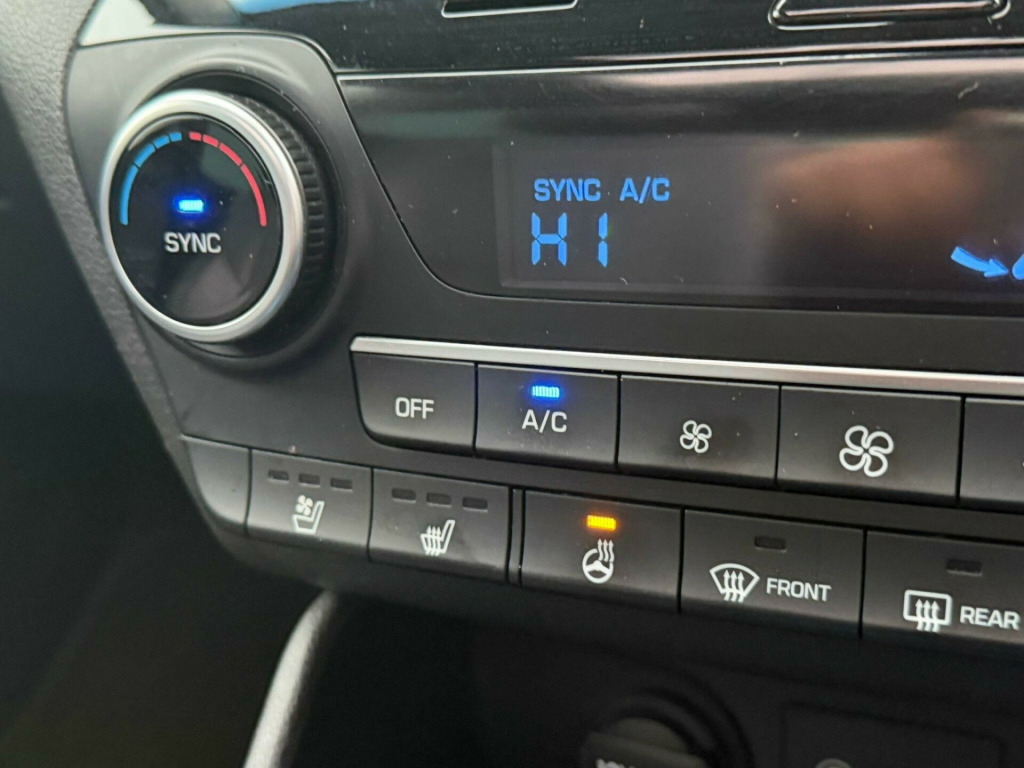 SYNC A/C
HI
SYNC
OFF
A/C
FRONT
REAR